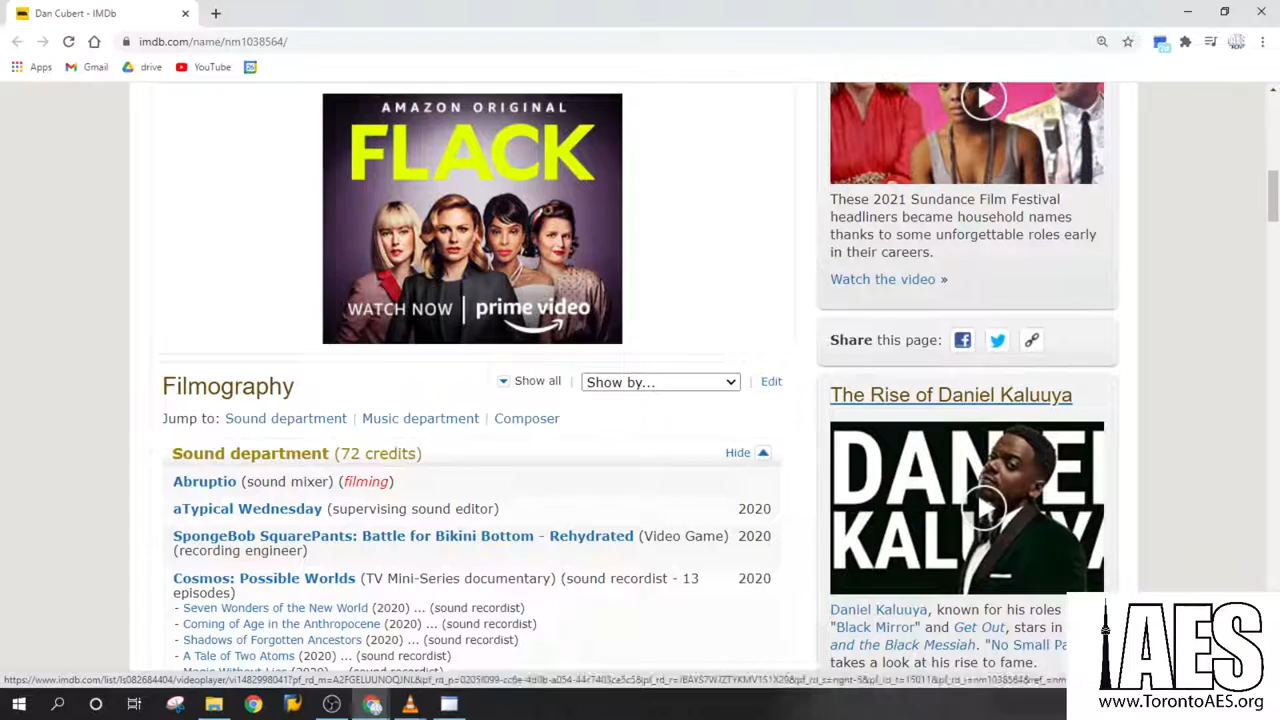 Dan Cubert - IMDb
imdb.com/name/nm1038564/
Apps Gmail drive YouTube
AMAZON ORIGINAL
FLACK
WATCH NOW | prime video
These 2021 Sundance Film Festival
headliners became household names
thanks to some unforgettable roles early
in their careers.
Watch the video »
Share this page:
Filmography
Show all | Show by... | Edit
Jump to: Sound department | Music department | Composer
Sound department (72 credits) Hide
Abruptio (sound mixer) (filming)
aTypical Wednesday (supervising sound editor) 2020
SpongeBob SquarePants: Battle for Bikini Bottom - Rehydrated (Video Game) 2020
(recording engineer)
Cosmos: Possible Worlds (TV Mini-Series documentary) (sound recordist - 13 2020
episodes)
- Seven Wonders of the New World (2020) ... (sound recordist)
- Coming of Age in the Anthropocene (2020) ... (sound recordist)
- Shadows of Forgotten Ancestors (2020) ... (sound recordist)
- A Tale of Two Atoms (2020) ... (sound recordist)
The Rise of Daniel Kaluuya
DANIEL
KALUUYA
Daniel Kaluuya, known for his roles
"Black Mirror" and Get Out, stars in
and the Black Messiah. "No Small Pa
takes a look at his rise to fame.
AES
www.TorontoAES.org